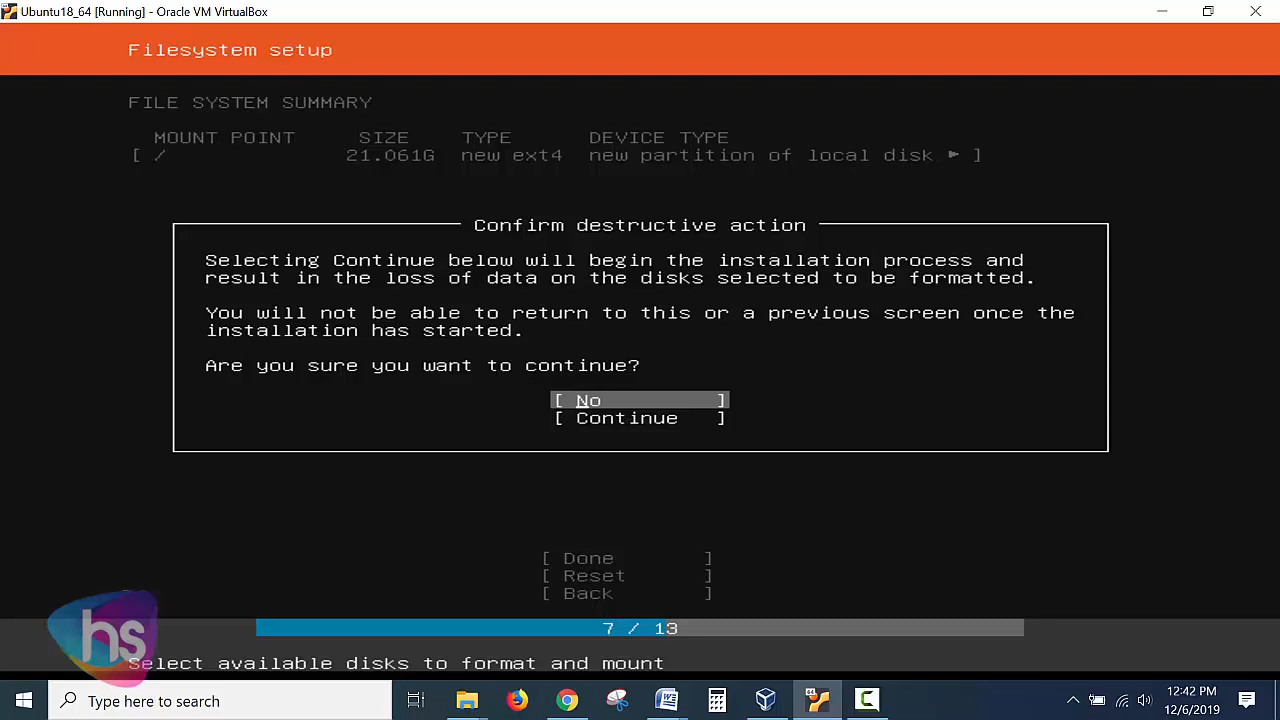 Ubuntu18_64 [Running] - Oracle VM VirtualBox
Filesystem setup
FILE SYSTEM SUMMARY
MOUNT POINT SIZE TYPE DEVICE TYPE
[ / 21.061G new ext4 new partition of local disk ► ]
Confirm destructive action
Selecting Continue below will begin the installation process and
result in the loss of data on the disks selected to be formatted.
You will not be able to return to this or a previous screen once the
installation has started.
Are you sure you want to continue?
[ No ]
[ Continue ]
[ Done ]
[ Reset ]
[ Back ]
7 / 13
hs
Select available disks to format and mount
Type here to search
12:42 PM
12/6/2019